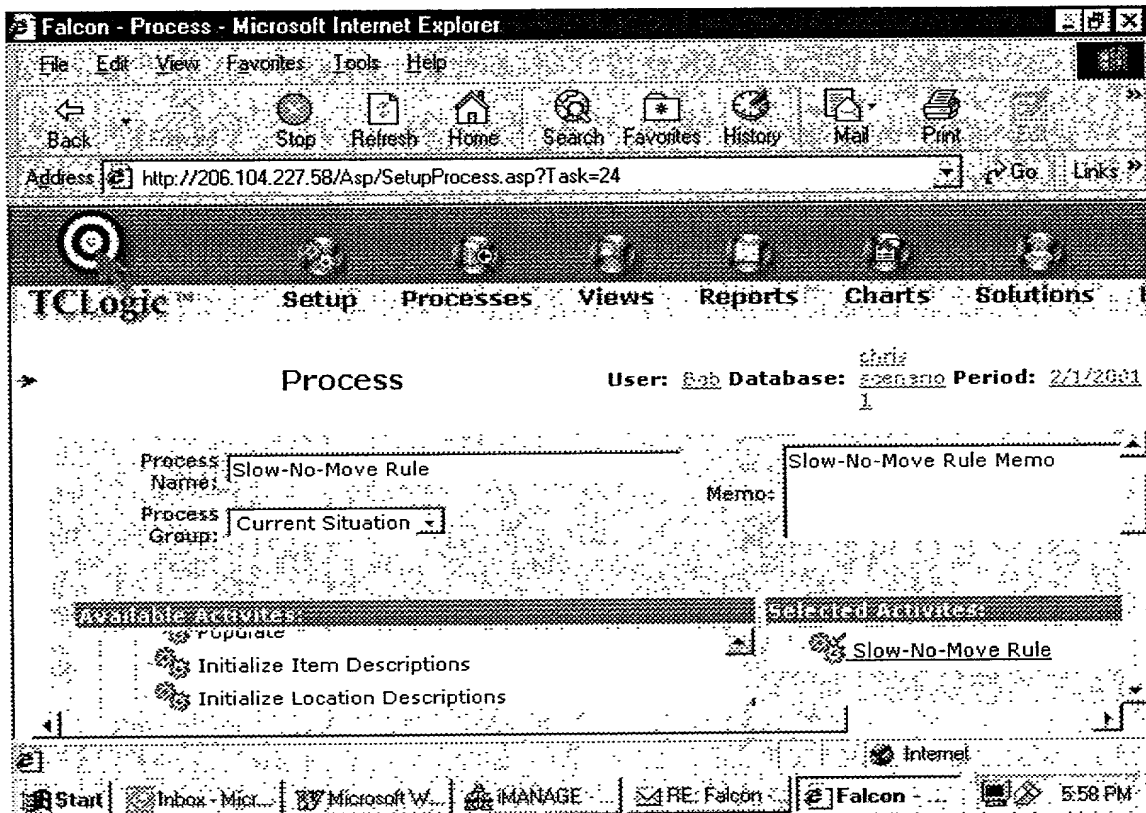 Falcon - Process - Microsoft Internet Explorer
File Edit View Favorites Tools Help
Back Stop Refresh Home Search Favorites History Mail Print
Address http://206.104.227.58/Asp/SetupProcess.asp?Task=24 Go Links »
TCLogic™ Setup Processes Views Reports Charts Solutions
Process User: Bob Database: chris scenario 1 Period: 2/1/2001
Process Name: Slow-No-Move Rule
Memo: Slow-No-Move Rule Memo
Process Group: Current Situation
Available Activites: Selected Activites:
Populate
Slow-No-Move Rule
Initialize Item Descriptions
Initialize Location Descriptions
Internet
Start Inbox - Micr... Microsoft W... iMANAGE - ... RE: Falcon - ... Falcon - ... 5:58 PM